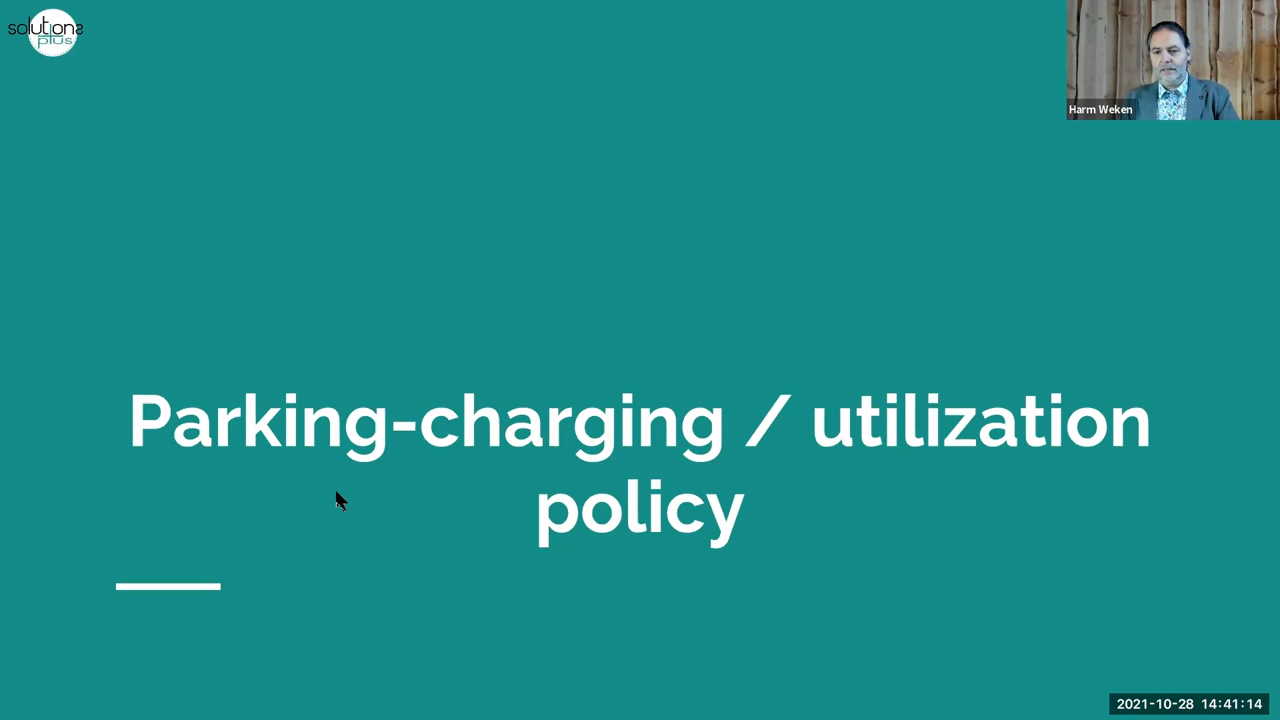 solutions
plus
Harm Weken
Parking-charging / utilization
policy
2021-10-28 14:41:14